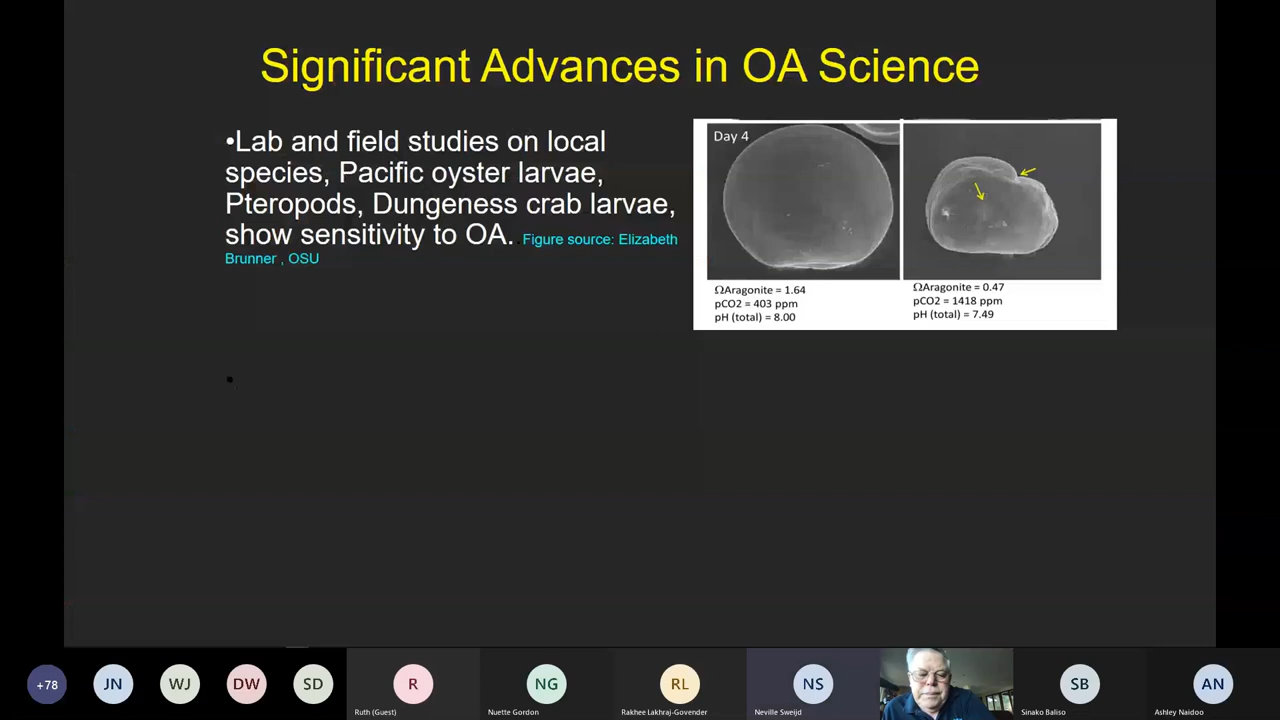 Significant Advances in OA Science
•Lab and field studies on local
species, Pacific oyster larvae,
Pteropods, Dungeness crab larvae,
show sensitivity to OA. Figure source: Elizabeth
Brunner , OSU
Day 4
ΩAragonite = 1.64
pCO2 = 403 ppm
pH (total) = 8.00
ΩAragonite = 0.47
pCO2 = 1418 ppm
pH (total) = 7.49
•
+78
JN
WJ
DW
SD
R
Ruth (Guest)
NG
Nuette Gordon
RL
Rakhee Lakhraj-Govender
NS
Neville Sweijd
SB
Sinako Baliso
AN
Ashley Naidoo